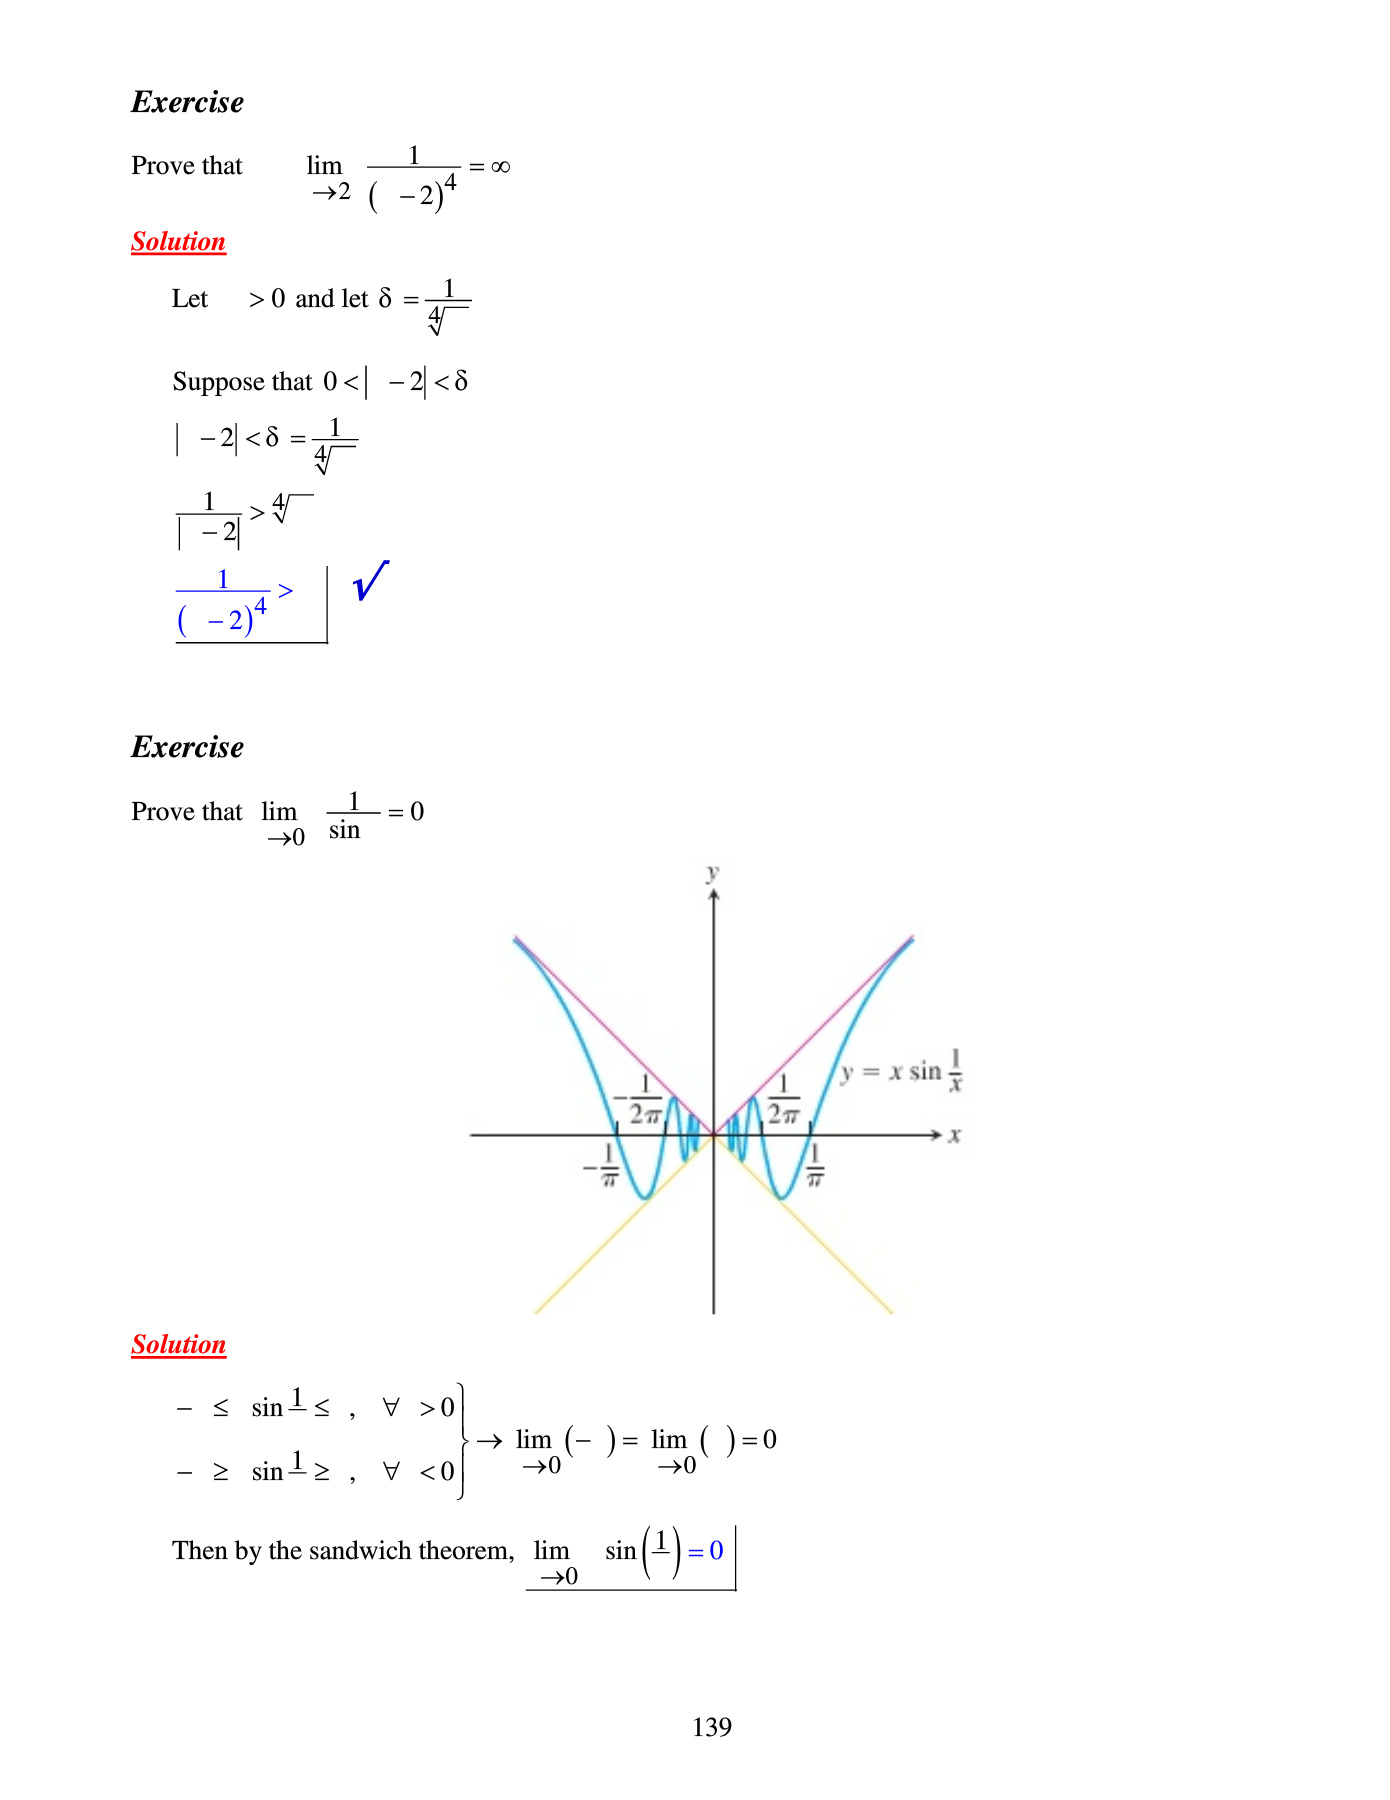 Exercise
Prove that lim →2 1 / ( −2)^4 = ∞
Solution
Let > 0 and let δ = 1 / ∜
Suppose that 0 < | −2| < δ
| −2| < δ = 1 / ∜
1 / | −2| > ∜
1 / ( −2)^4 > √
Exercise
Prove that lim →0 1 / sin = 0
y
y = x sin 1/x
−1/2π 1/2π
x
−1/π 1/π
Solution
− ≤ sin 1 ≤ , ∀ > 0
− ≥ sin 1 ≥ , ∀ < 0 } → lim →0 (− ) = lim →0 ( ) = 0
Then by the sandwich theorem, lim →0 sin(1 ) = 0
139